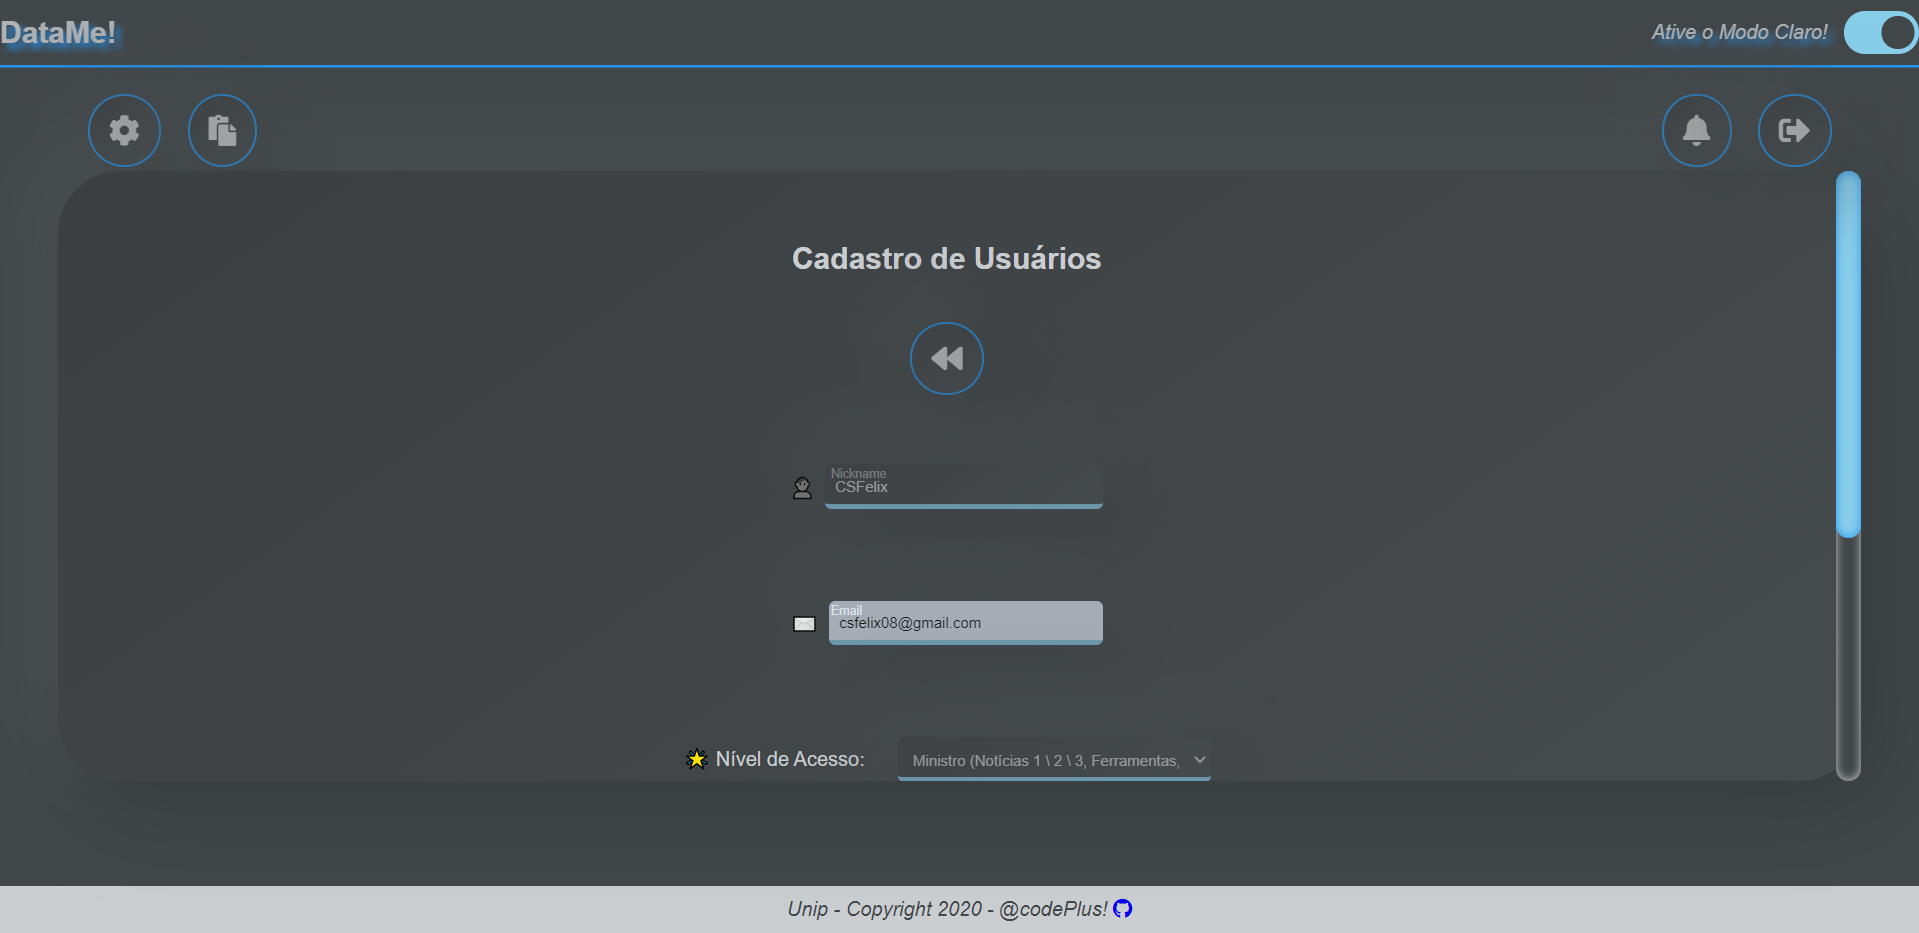 DataMe!
Ative o Modo Claro!
Cadastro de Usuários
Nickname
CSFelix
Email
csfelix08@gmail.com
Nível de Acesso:
Ministro (Notícias 1 \ 2 \ 3, Ferramentas,
Unip - Copyright 2020 - @codePlus!